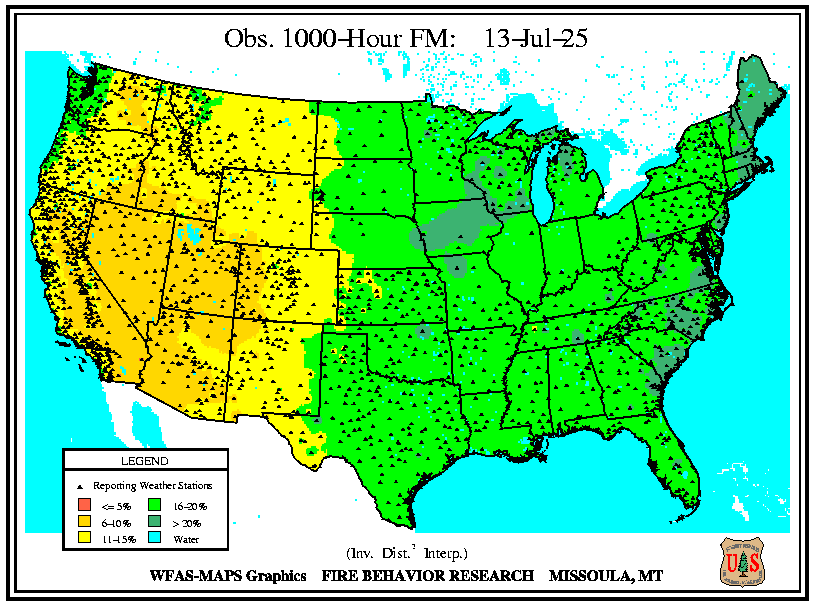 Obs. 1000-Hour FM: 13-Jul-25
LEGEND
Reporting Weather Stations
<= 5% 16-20%
6-10% > 20%
11-15% Water
(Inv. Dist.² Interp.)
WFAS-MAPS Graphics FIRE BEHAVIOR RESEARCH MISSOULA, MT
U S